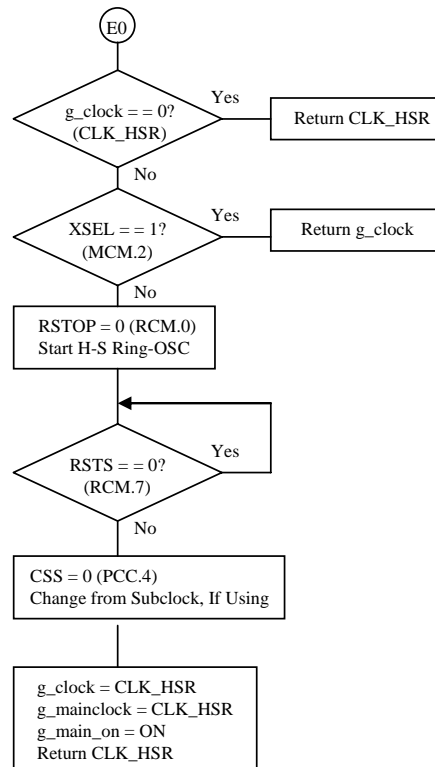 E0
g_clock = = 0?
(CLK_HSR)
Yes
Return CLK_HSR
No
XSEL = = 1?
(MCM.2)
Yes
Return g_clock
No
RSTOP = 0 (RCM.0)
Start H-S Ring-OSC
RSTS = = 0?
(RCM.7)
Yes
No
CSS = 0 (PCC.4)
Change from Subclock, If Using
g_clock = CLK_HSR
g_mainclock = CLK_HSR
g_main_on = ON
Return CLK_HSR